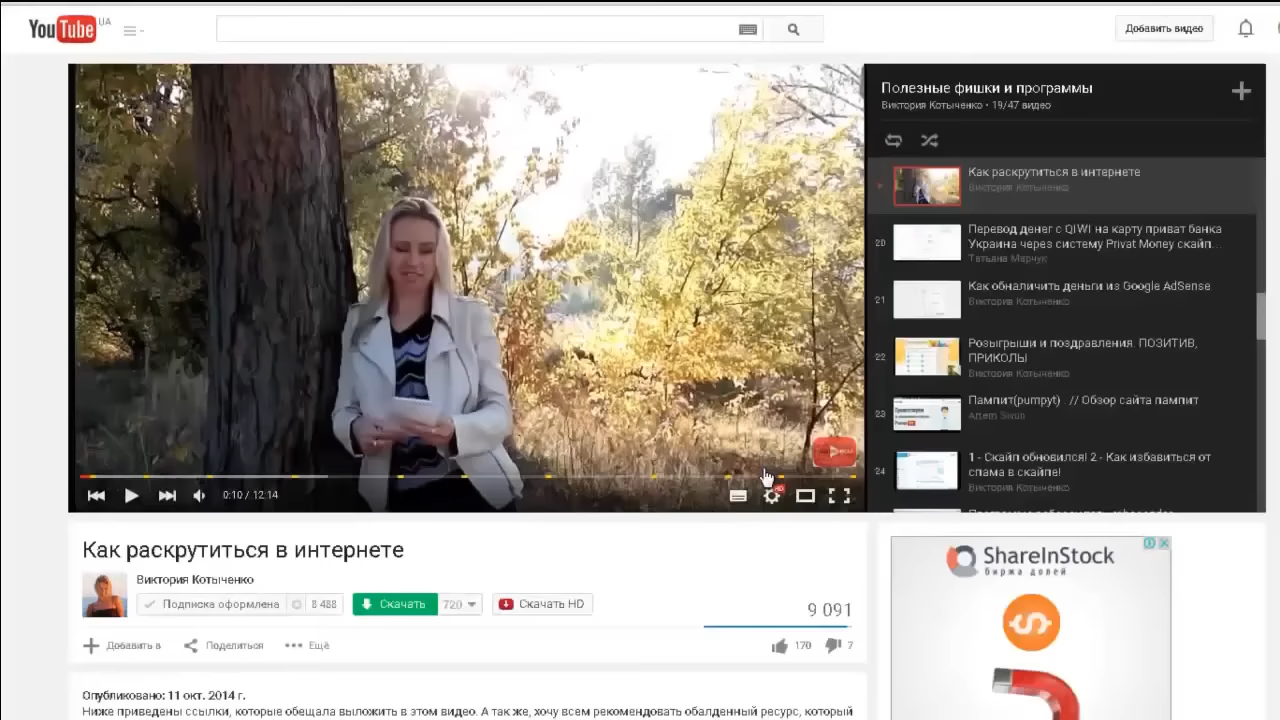 YouTube UA
Добавить видео
Полезные фишки и программы
Виктория Котыченко • 19/47 видео
Как раскрутиться в интернете
Виктория Котыченко
20
Перевод денег с QIWI на карту приват банка
Украина через систему Privat Money скайп...
Татьяна Марчук
21
Как обналичить деньги из Google AdSense
Виктория Котыченко
22
Розыгрыши и поздравления. ПОЗИТИВ,
ПРИКОЛЫ
Виктория Котыченко
23
Пампит(pumpyt) . // Обзор сайта пампит
24
1 - Скайп обновился! 2 - Как избавиться от
спама в скайпе!
Виктория Котыченко
0:10 / 12:14
HD
Как раскрутиться в интернете
Виктория Котыченко
Подписка оформлена 8 488
Скачать 720
Скачать HD
9 091
Добавить в
Поделиться
Ещё
170
7
Опубликовано: 11 окт. 2014 г.
Ниже приведены ссылки, которые обещала выложить в этом видео. А так же, хочу всем рекомендовать обалденный ресурс, который
ShareInStock
биржа долей